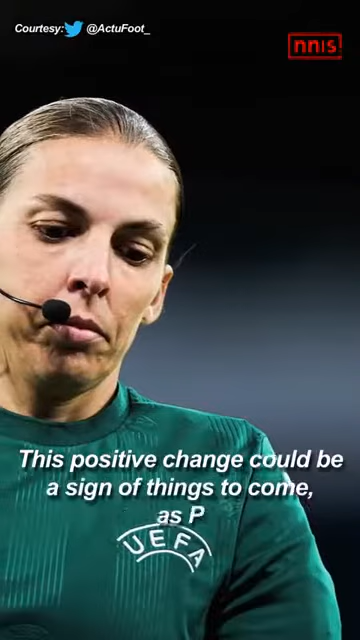 Courtesy: @ActuFoot_
nnis
This positive change could be
a sign of things to come,
as P
UEFA